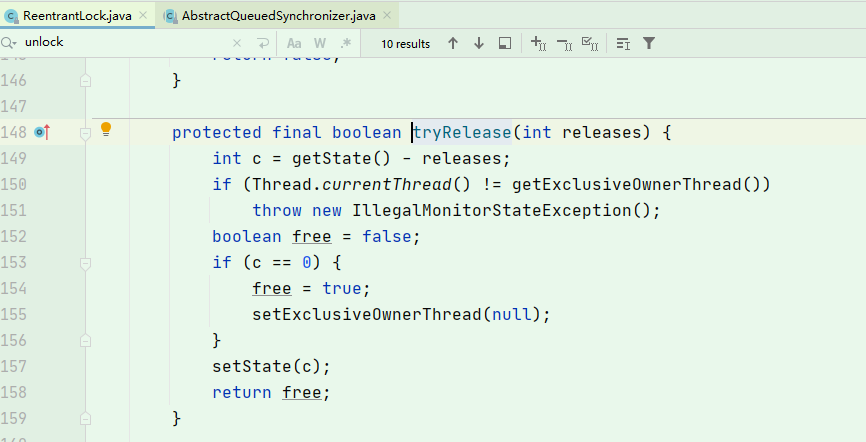 ReentrantLock.java
AbstractQueuedSynchronizer.java
unlock
Aa W .* 10 results
146 }
147
148 protected final boolean tryRelease(int releases) {
149 int c = getState() - releases;
150 if (Thread.currentThread() != getExclusiveOwnerThread())
151 throw new IllegalMonitorStateException();
152 boolean free = false;
153 if (c == 0) {
154 free = true;
155 setExclusiveOwnerThread(null);
156 }
157 setState(c);
158 return free;
159 }